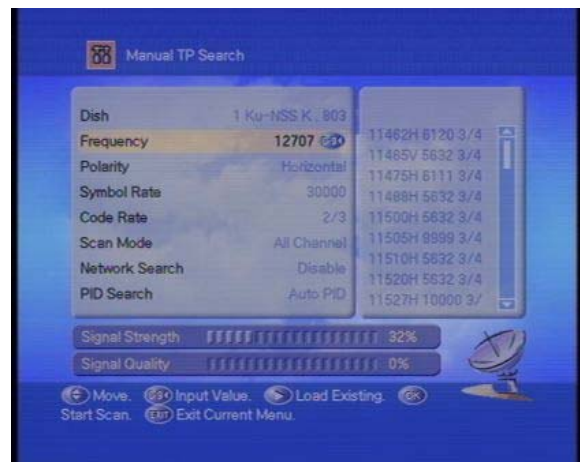 Manual TP Search
Dish 1 Ku-NSS K . 803
Frequency 12707
Polarity Horizontal
Symbol Rate 30000
Code Rate 2/3
Scan Mode All Channel
Network Search Disable
PID Search Auto PID
11462H 6120 3/4
11465V 5632 3/4
11475H 6111 3/4
11488H 5632 3/4
11500H 5632 3/4
11505H 9999 3/4
11510H 5632 3/4
11520H 5632 3/4
11527H 10000 3/
Signal Strength 32%
Signal Quality 0%
Move. 0~9 Input Value. Load Existing. OK
Start Scan. EXIT Exit Current Menu.